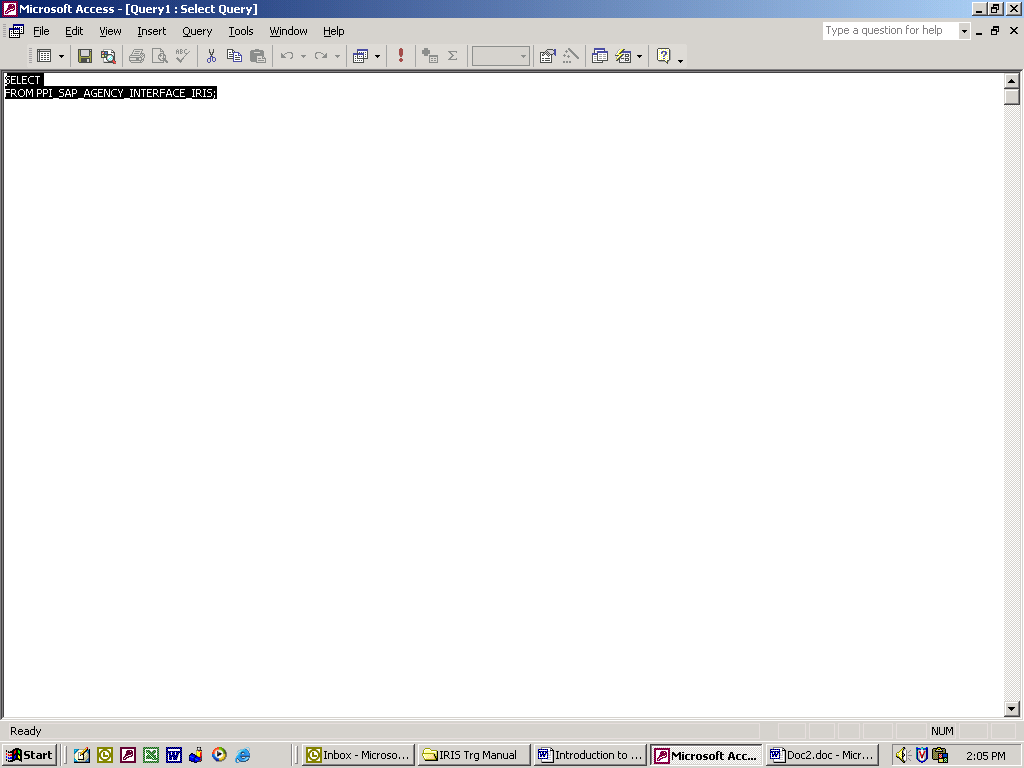 Microsoft Access - [Query1 : Select Query]
File Edit View Insert Query Tools Window Help
Type a question for help
SELECT
FROM PPI_SAP_AGENCY_INTERFACE_IRIS;
Ready
NUM
Start
Inbox - Microso...
IRIS Trg Manual
Introduction to ...
Microsoft Acc...
Doc2.doc - Micr...
2:05 PM